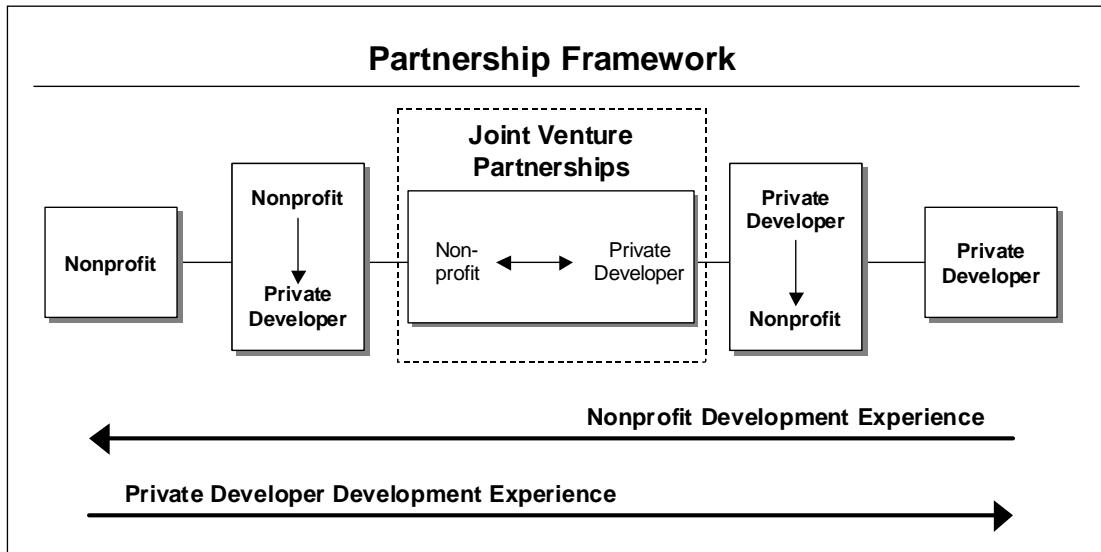 Partnership Framework
Joint Venture
Partnerships
Nonprofit
Nonprofit
Private
Developer
Non-
profit
Private
Developer
Private
Developer
Nonprofit
Private
Developer
Nonprofit Development Experience
Private Developer Development Experience